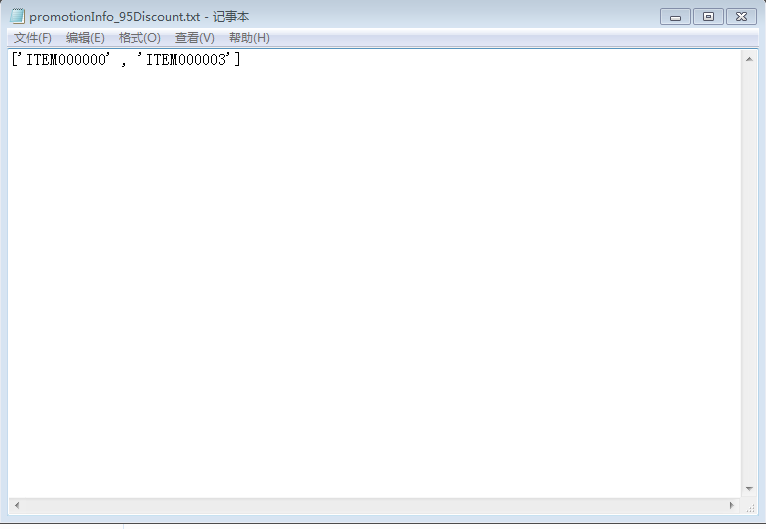 promotionInfo_95Discount.txt - 记事本
文件(F) 编辑(E) 格式(O) 查看(V) 帮助(H)
['ITEM000000' , 'ITEM000003']